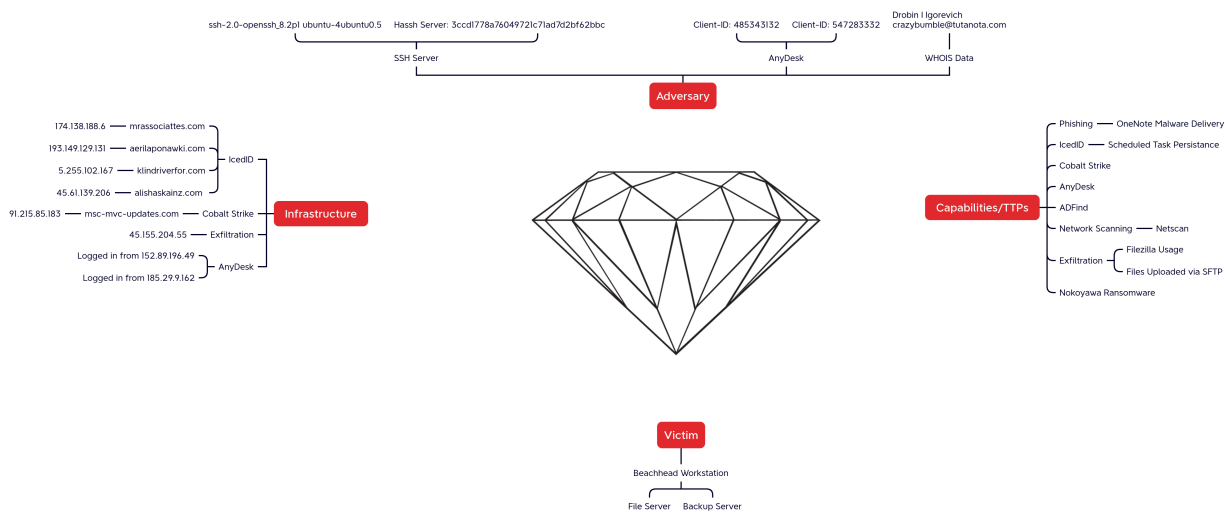 Drobin I Igorevich
ssh-2.0-openssh_8.2p1 ubuntu-4ubuntu0.5 Hassh Server: 3ccd1778a76049721c71ad7d2bf62bbc Client-ID: 485343132 Client-ID: 547283332 crazybumble@tutanota.com
SSH Server AnyDesk WHOIS Data
Adversary
174.138.188.6 mrassociattes.com
193.149.129.131 aerilaponawki.com
IcedID
5.255.102.167 klindriverfor.com
45.61.139.206 alishaskainz.com
91.215.85.183 msc-mvc-updates.com Cobalt Strike
Infrastructure
45.155.204.55 Exfiltration
Logged in from 152.89.196.49
AnyDesk
Logged in from 185.29.9.162
Phishing OneNote Malware Delivery
IcedID Scheduled Task Persistance
Cobalt Strike
AnyDesk
Capabilities/TTPs
ADFind
Network Scanning Netscan
Filezilla Usage
Exfiltration
Files Uploaded via SFTP
Nokoyawa Ransomware
Victim
Beachhead Workstation
File Server Backup Server